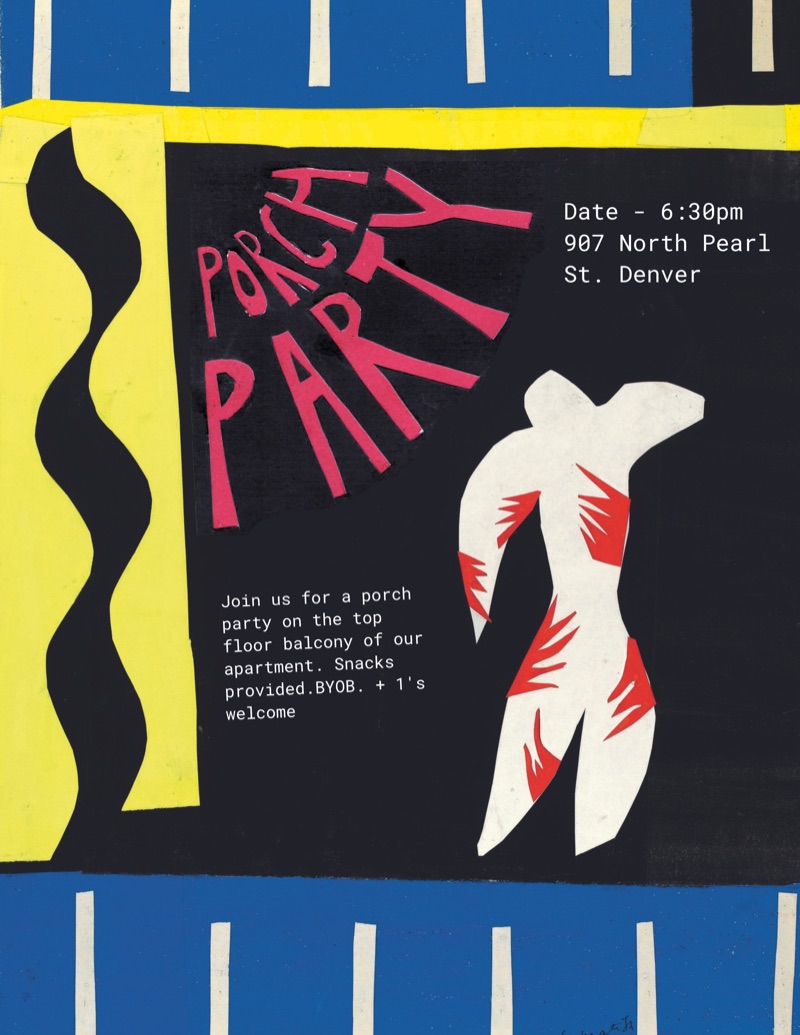 PORCH
PARTY
Date - 6:30pm
907 North Pearl
St. Denver
Join us for a porch
party on the top
floor balcony of our
apartment. Snacks
provided.BYOB. + 1's
welcome